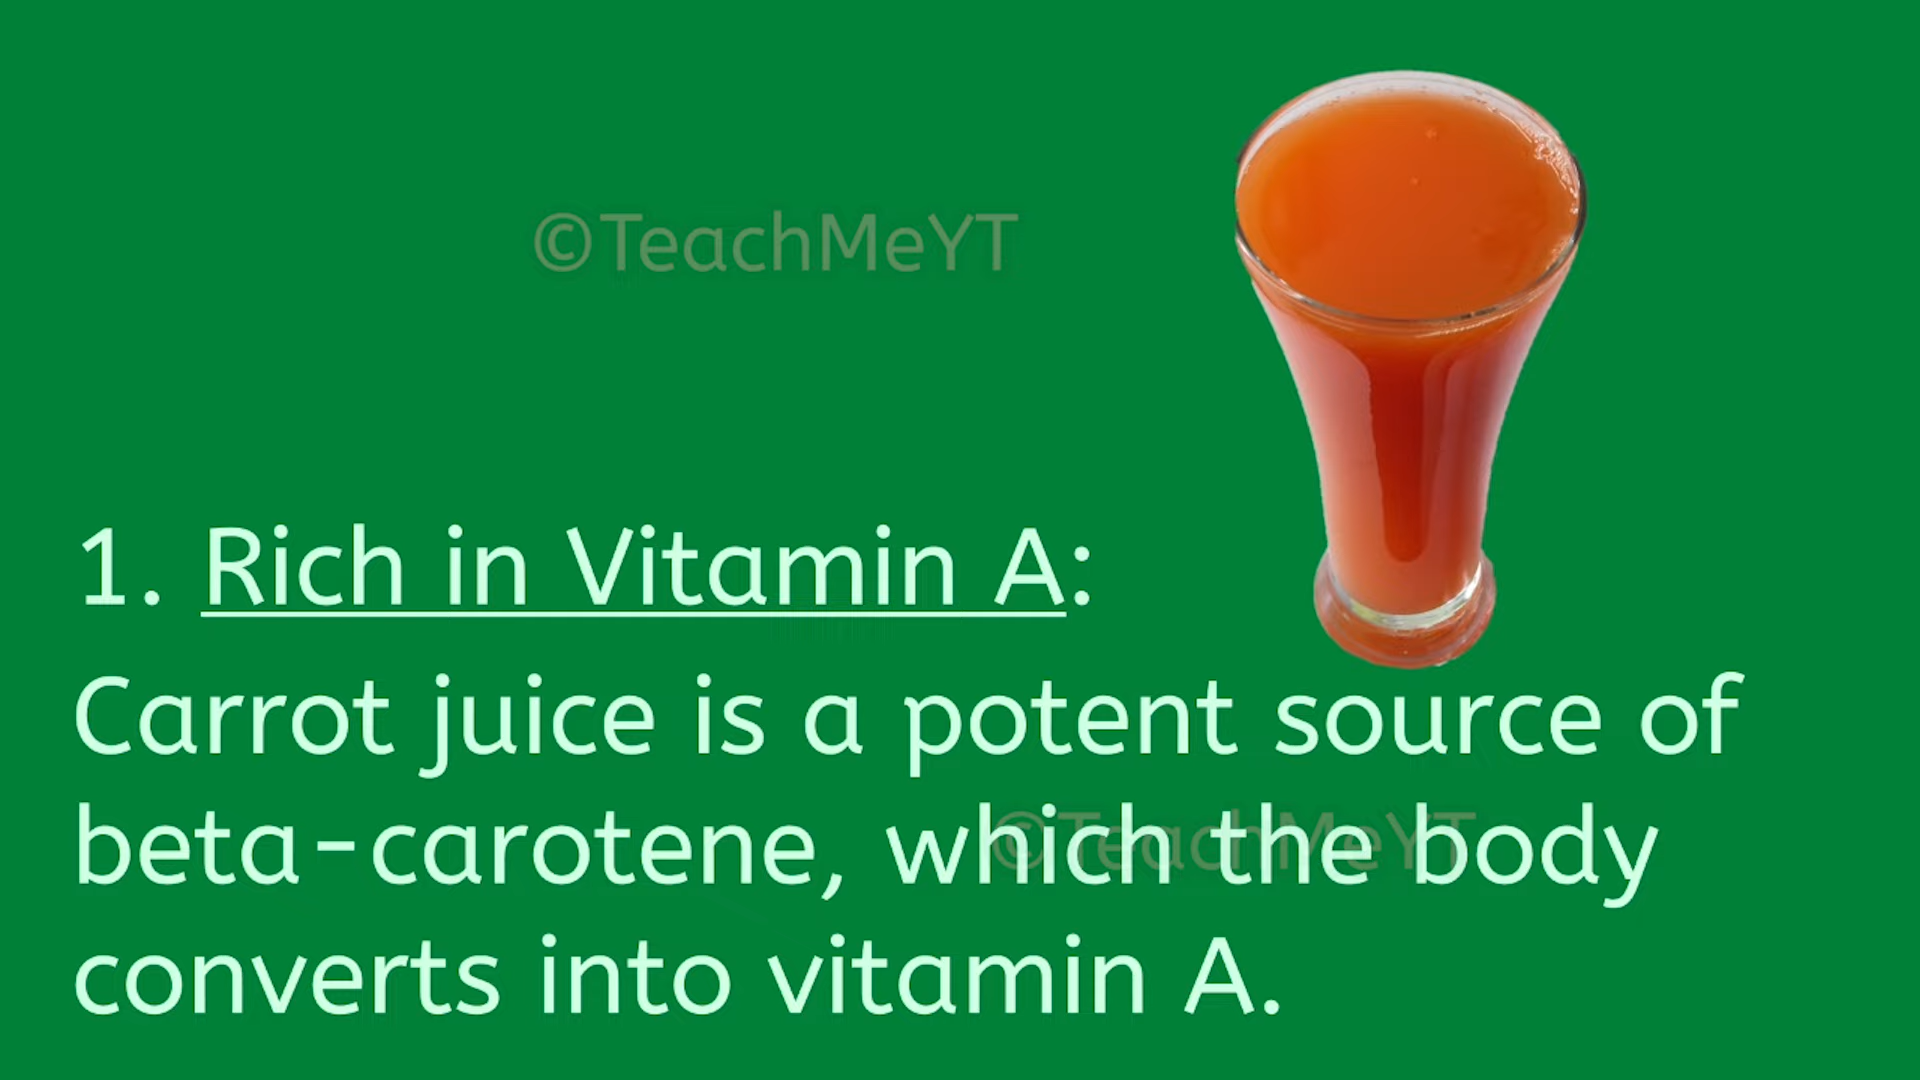 ©TeachMeYT
1. Rich in Vitamin A:
Carrot juice is a potent source of
beta-carotene, which the body
©TeachMeYT
converts into vitamin A.